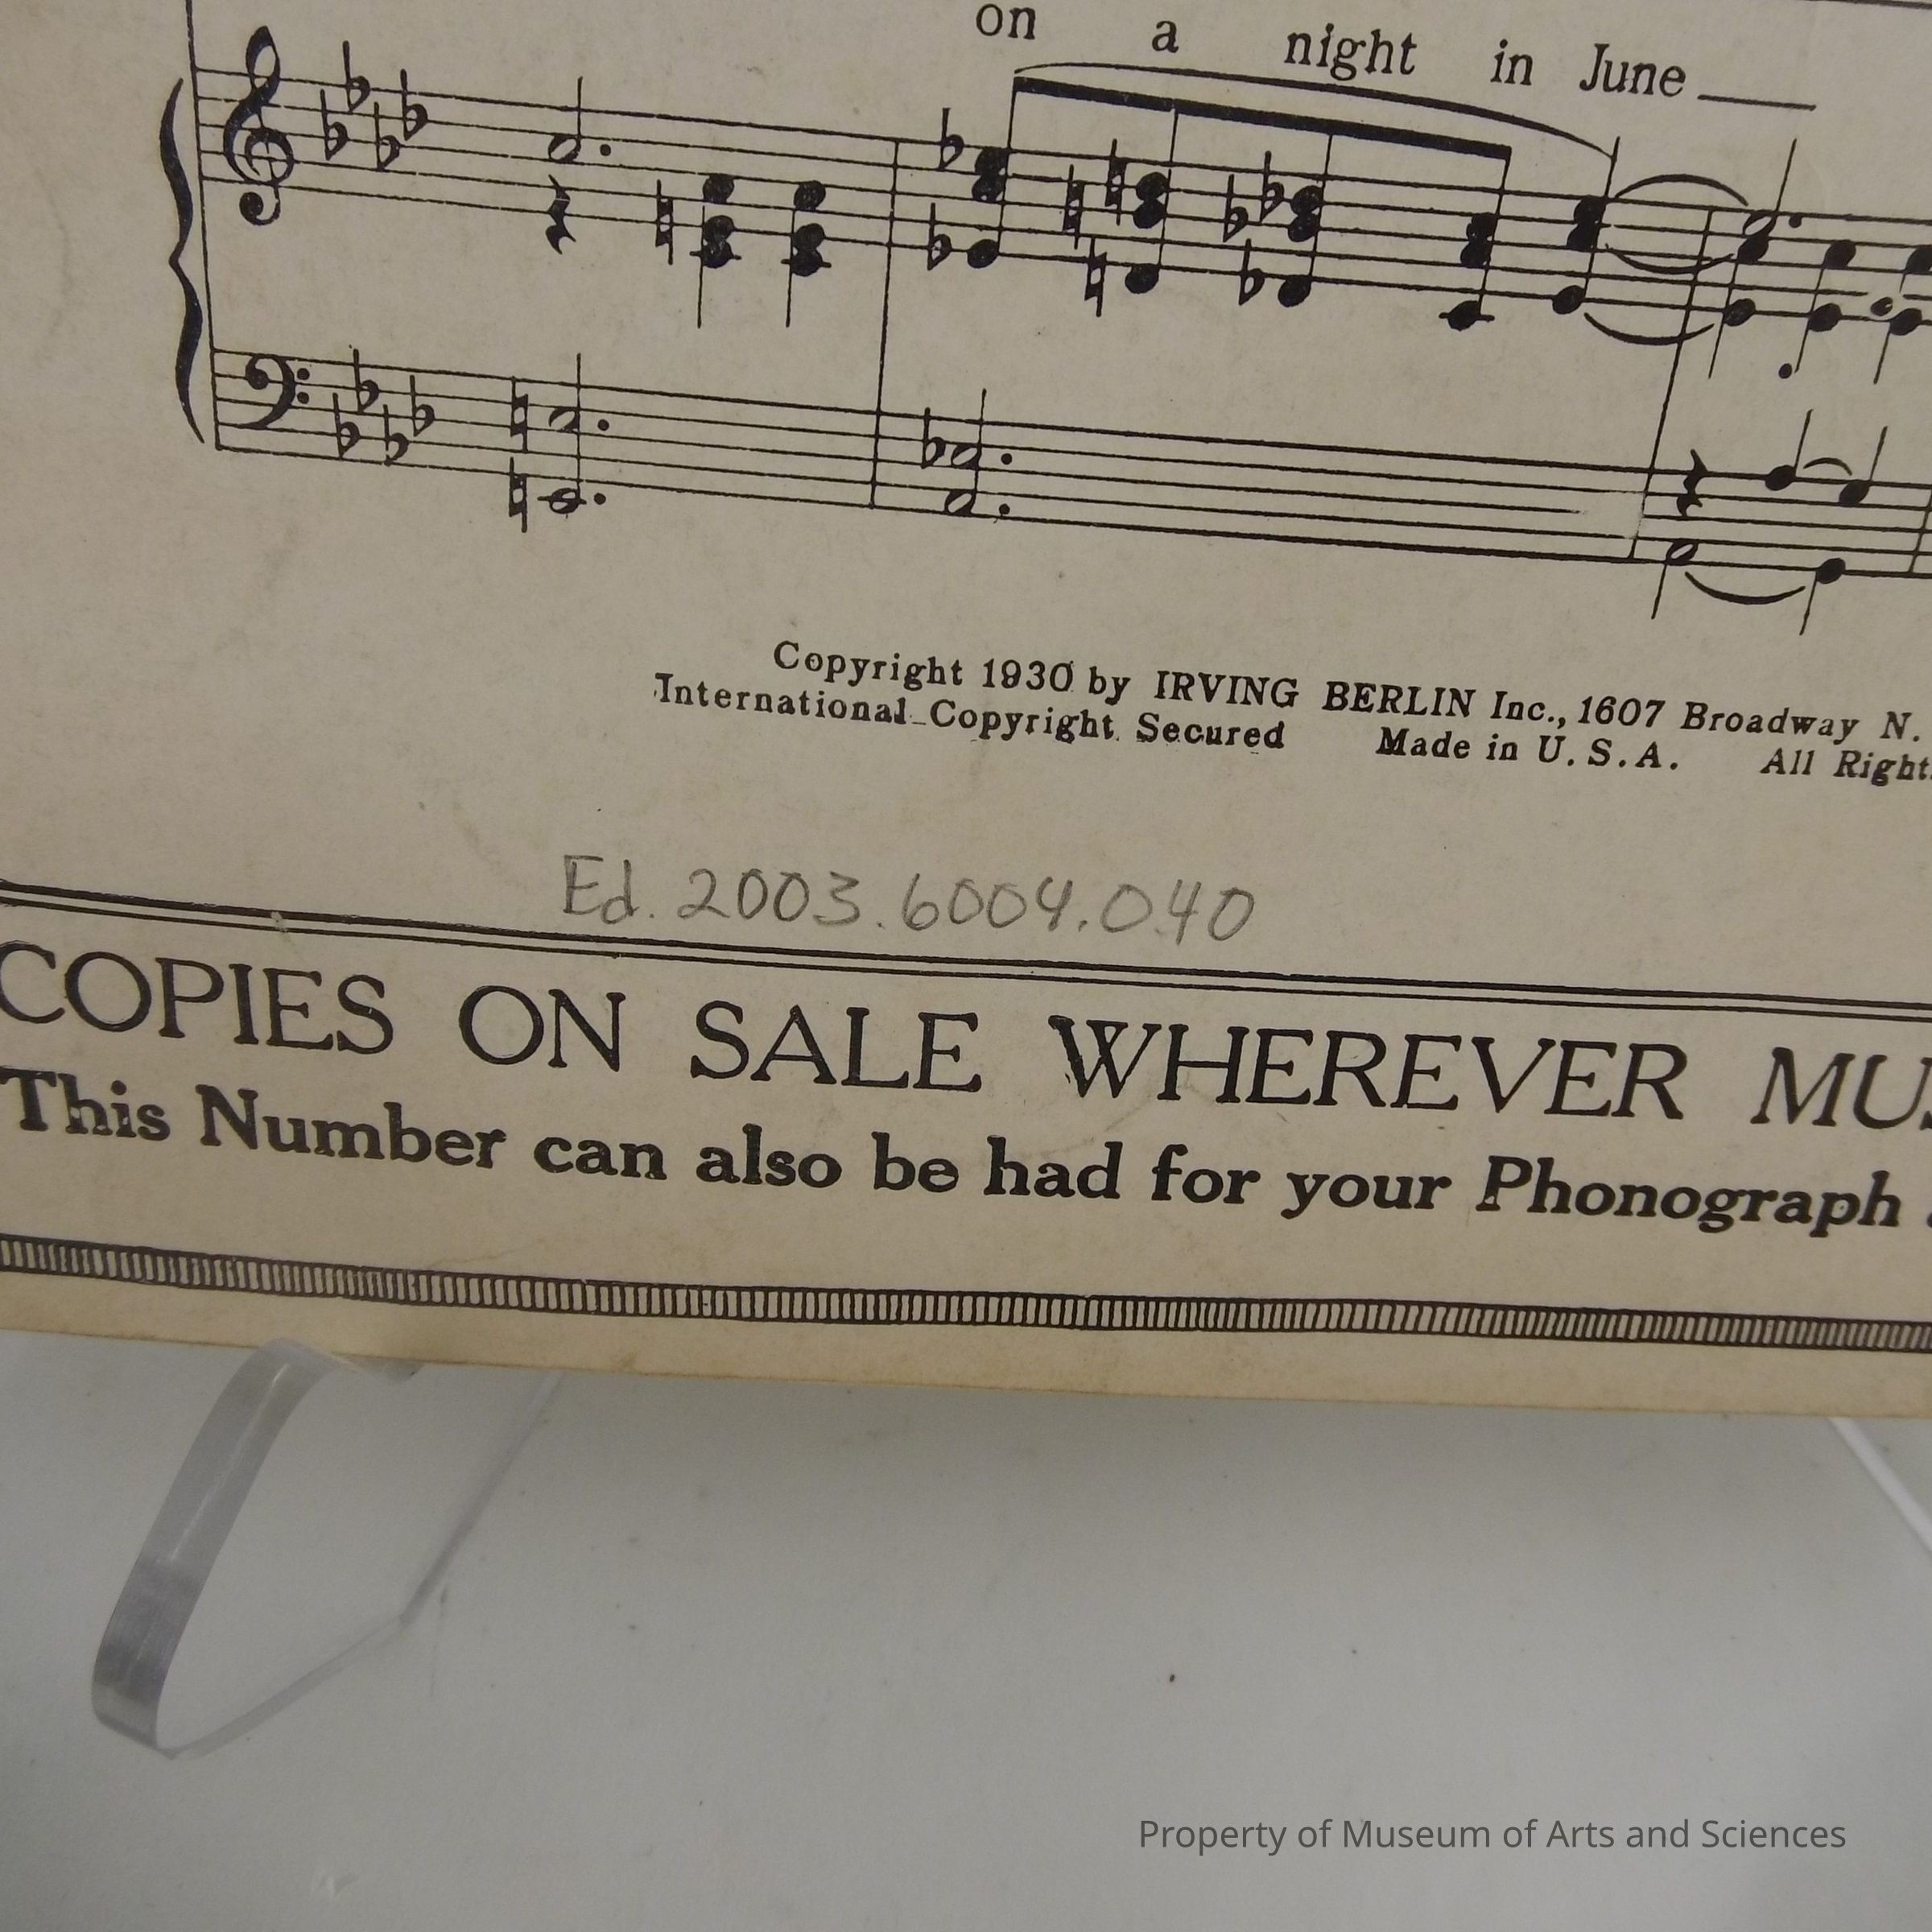 on a night in June
Copyright 1930 by IRVING BERLIN Inc., 1607 Broadway N.
International Copyright Secured Made in U.S.A. All Right
Ed. 2003.6004.040
COPIES ON SALE WHEREVER MUS
This Number can also be had for your Phonograph
Property of Museum of Arts and Sciences